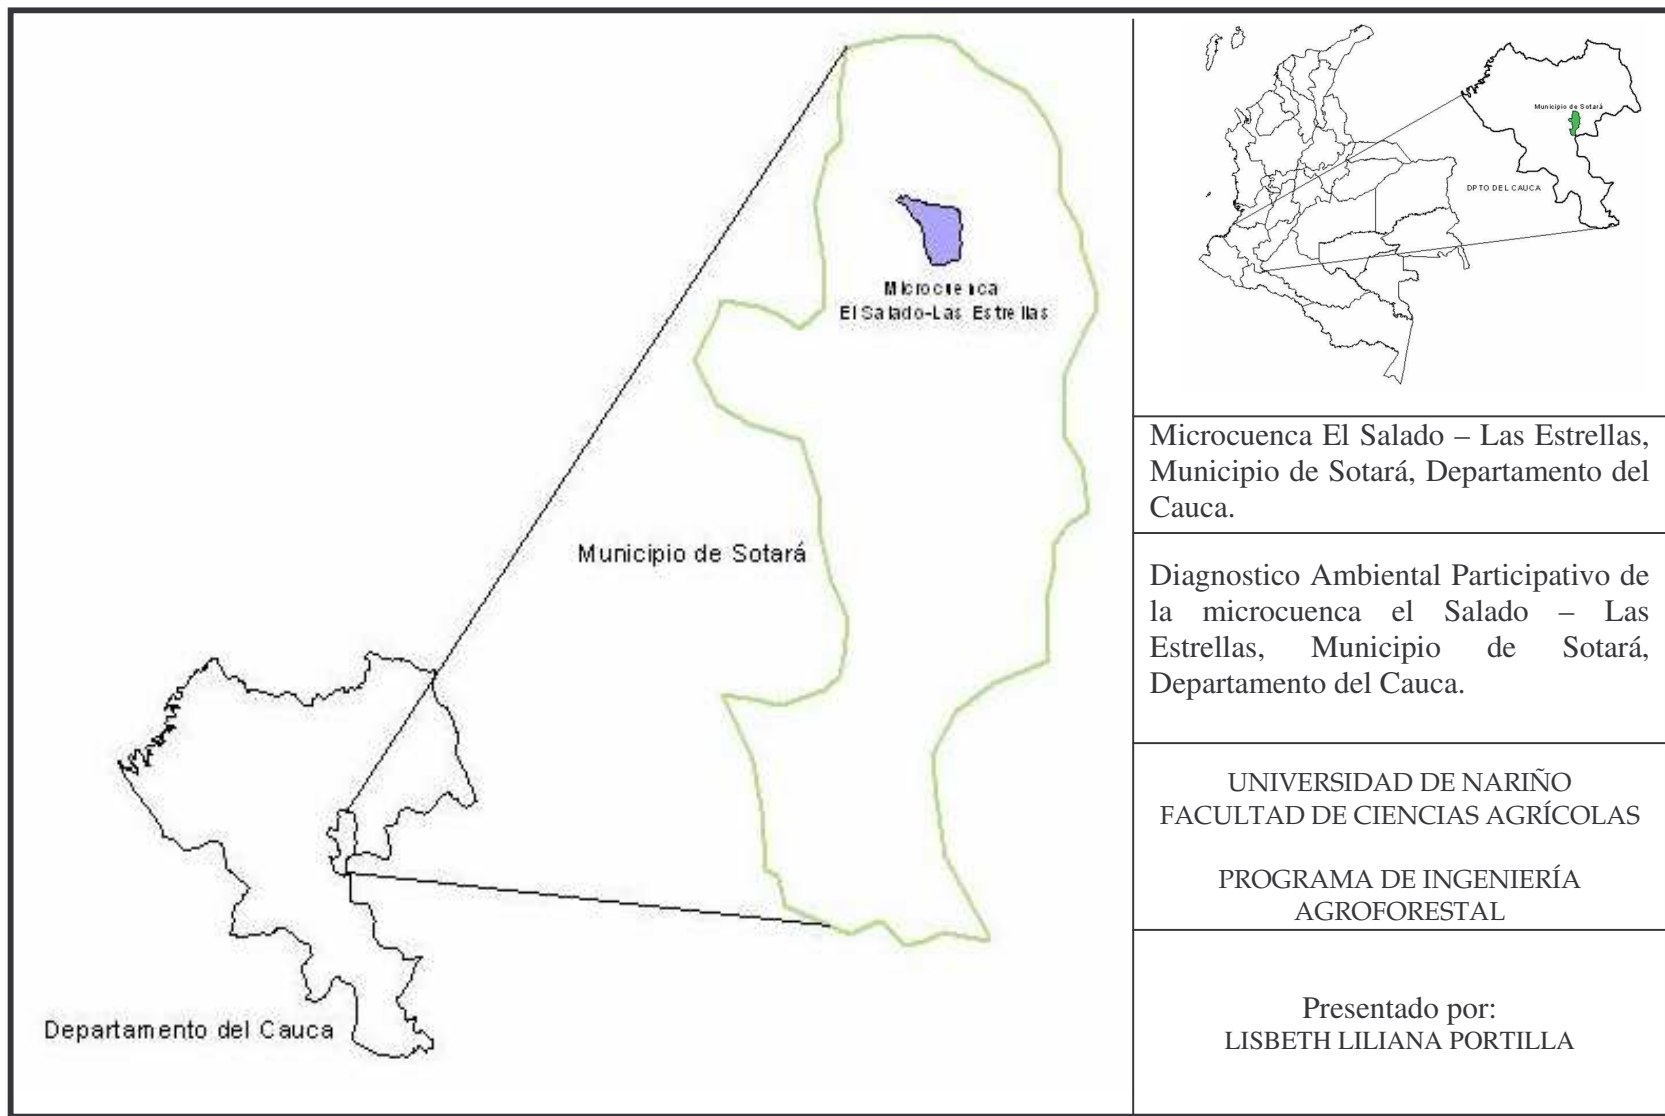 Microcuenca
El Salado-Las Estrellas
Municipio de Sotará
Departamento del Cauca
Municipio de Sotará
DPTO DEL CAUCA
Microcuenca El Salado – Las Estrellas,
Municipio de Sotará, Departamento del
Cauca.
Diagnostico Ambiental Participativo de
la microcuenca el Salado – Las
Estrellas, Municipio de Sotará,
Departamento del Cauca.
UNIVERSIDAD DE NARIÑO
FACULTAD DE CIENCIAS AGRÍCOLAS
PROGRAMA DE INGENIERÍA
AGROFORESTAL
Presentado por:
LISBETH LILIANA PORTILLA